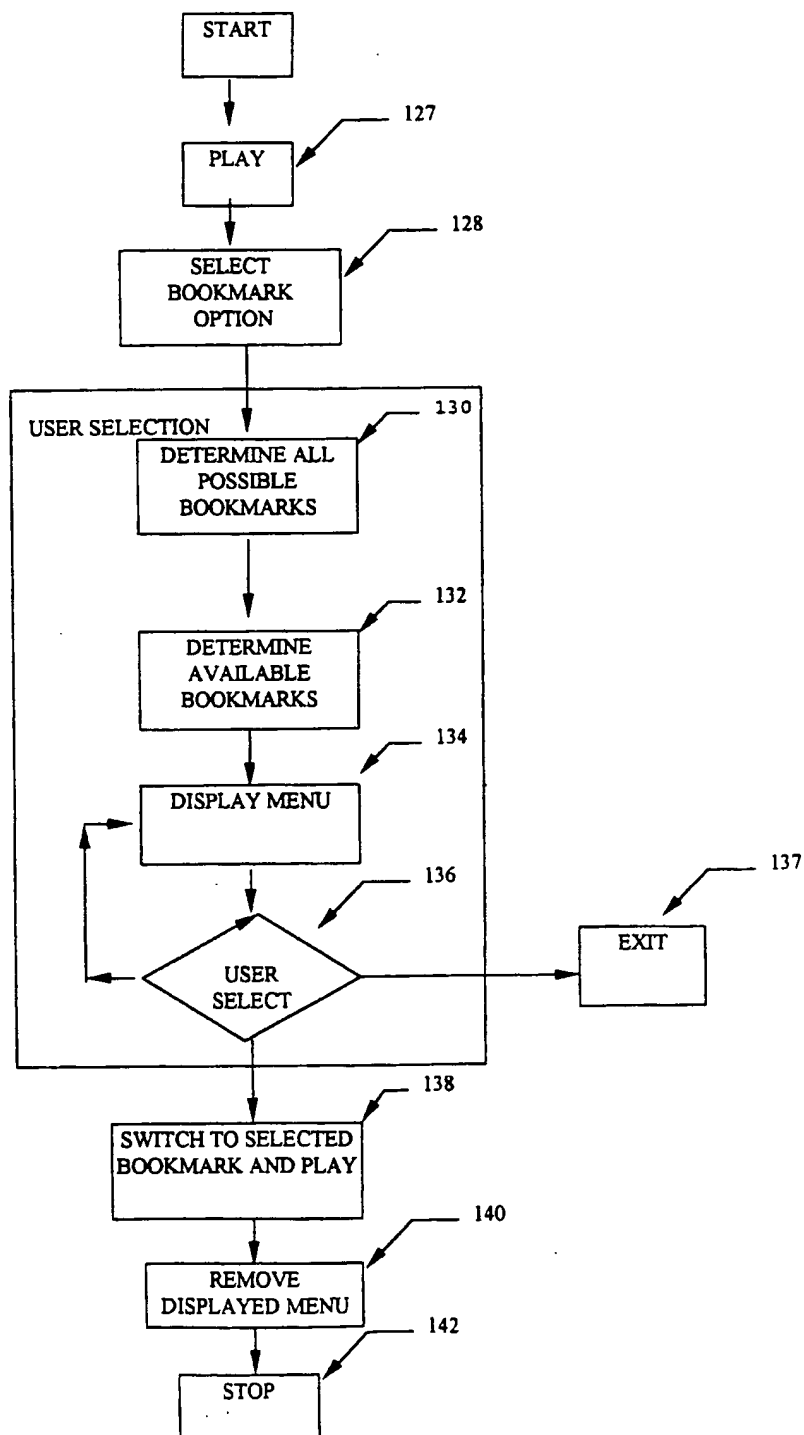 START
127
PLAY
128
SELECT
BOOKMARK
OPTION
130
USER SELECTION
DETERMINE ALL
POSSIBLE
BOOKMARKS
132
DETERMINE
AVAILABLE
BOOKMARKS
134
DISPLAY MENU
136
137
EXIT
USER
SELECT
138
SWITCH TO SELECTED
BOOKMARK AND PLAY
140
REMOVE
DISPLAYED MENU
142
STOP